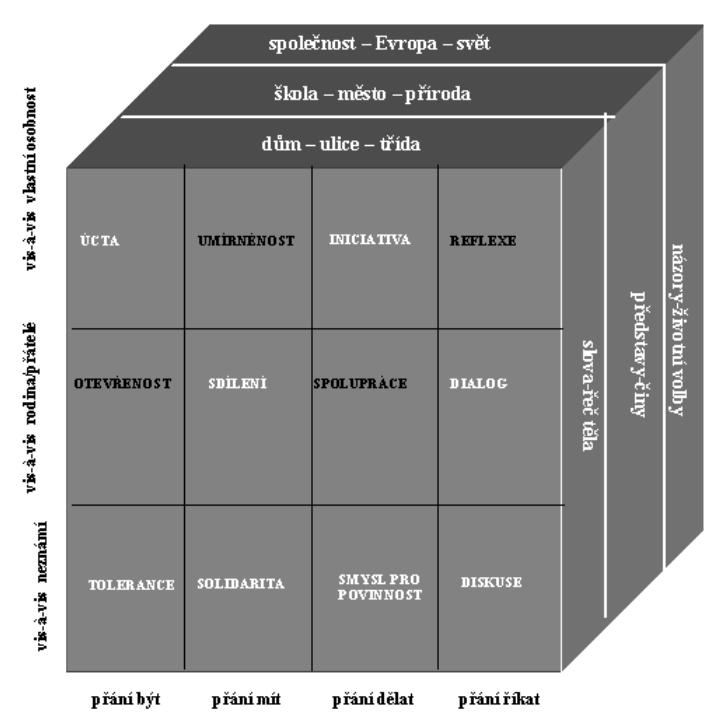 společnost – Evropa – svět
škola – město – příroda
dům – ulice – třída
vis-à-vis vlastní osobnost
ÚCTA
UMÍRNĚNOST
INICIATIVA
REFLEXE
názory-životní volby
představy-činy
slova-řeč těla
vis-à-vis rodina/přátelé
OTEVŘENOST
SDÍLENÍ
SPOLUPRÁCE
DIALOG
vis-à-vis neznámí
TOLERANCE
SOLIDARITA
SMYSL PRO
POVINNOST
DISKUSE
přání být
přání mít
přání dělat
přání říkat